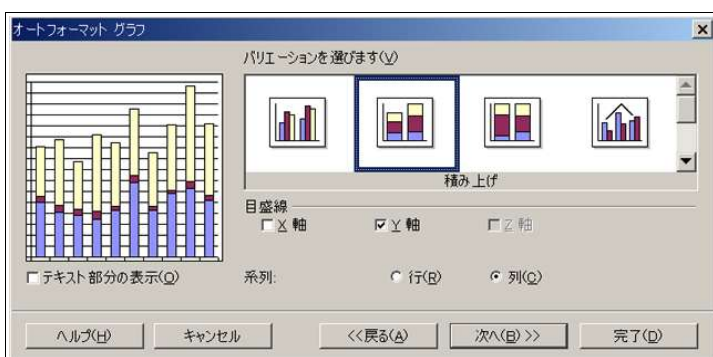 オートフォーマット グラフ
バリエーションを選びます(V)
積み上げ
目盛線
X 軸
Y 軸
Z 軸
テキスト部分の表示(O)
系列:
行(R)
列(C)
ヘルプ(H)
キャンセル
<<戻る(A)
次へ(B) >>
完了(D)